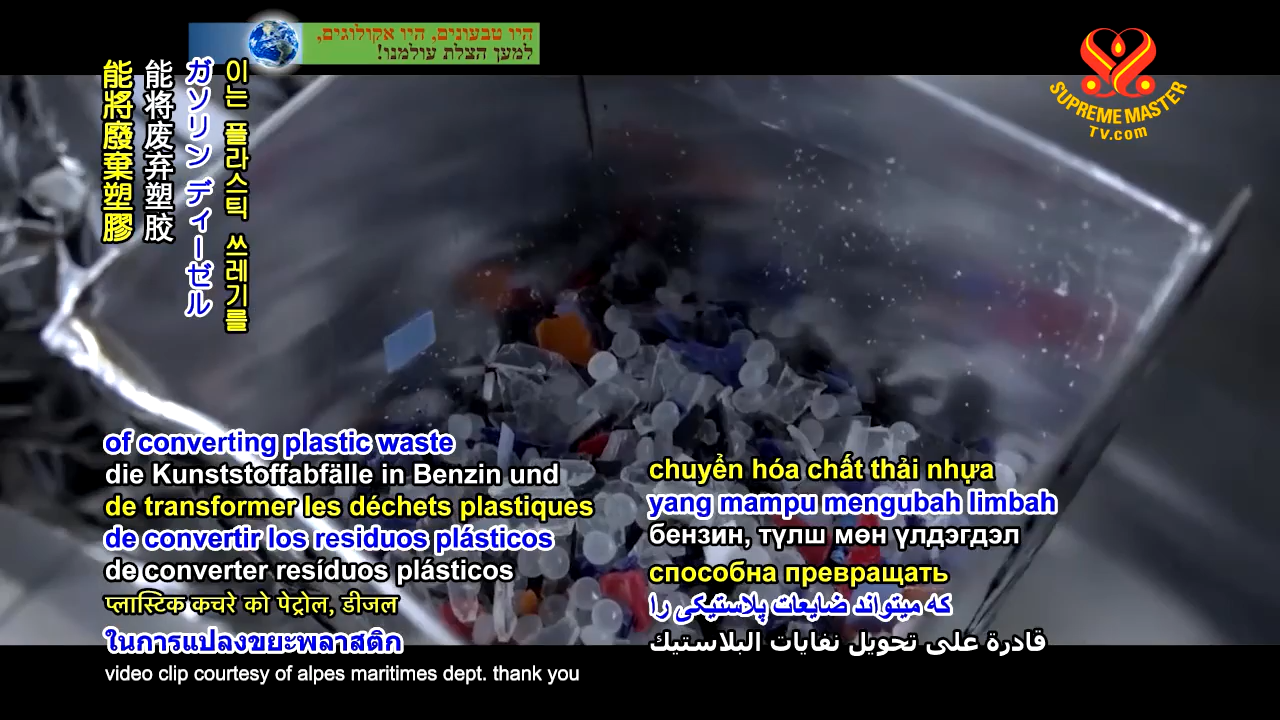 היו טבעונים, היו אקולוגים,
למען הצלת עולמנו!
SUPREME MASTER
TV.com
能將廢棄塑膠
能将废弃塑胶
ガソリン ディーゼル
이는 플라스틱 쓰레기를
of converting plastic waste
die Kunststoffabfälle in Benzin und
de transformer les déchets plastiques
de convertir los residuos plásticos
de converter resíduos plásticos
प्लास्टिक कचरे को पेट्रोल, डीजल
ในการแปลงขยะพลาสติก
video clip courtesy of alpes maritimes dept. thank you
chuyển hóa chất thải nhựa
yang mampu mengubah limbah
бензин, түлш мөн үлдэгдэл
способна превращать
که میتواند ضایعات پلاستیکی را
قادرة على تحويل نفايات البلاستيك